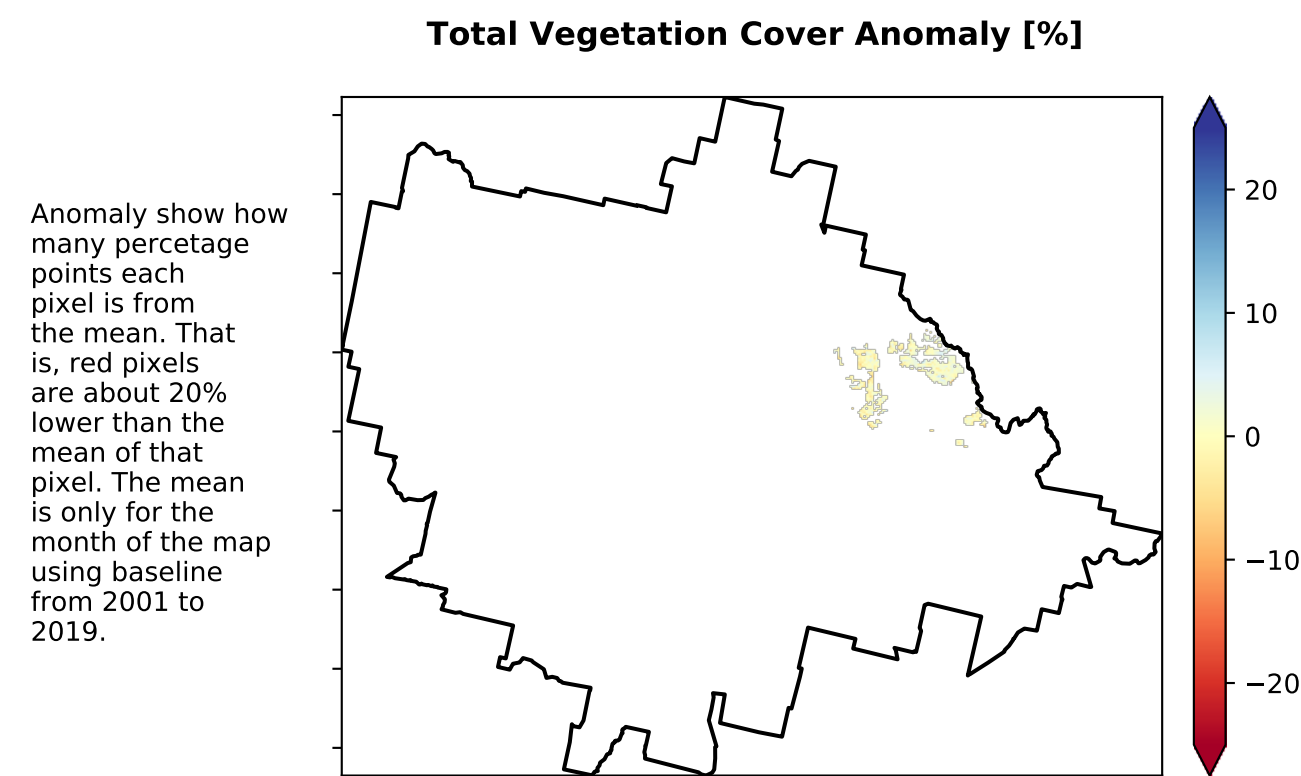 Total Vegetation Cover Anomaly [%]
Anomaly show how
many percetage
points each
pixel is from
the mean. That
is, red pixels
are about 20%
lower than the
mean of that
pixel. The mean
is only for the
month of the map
using baseline
from 2001 to
2019.
20
10
0
−10
−20